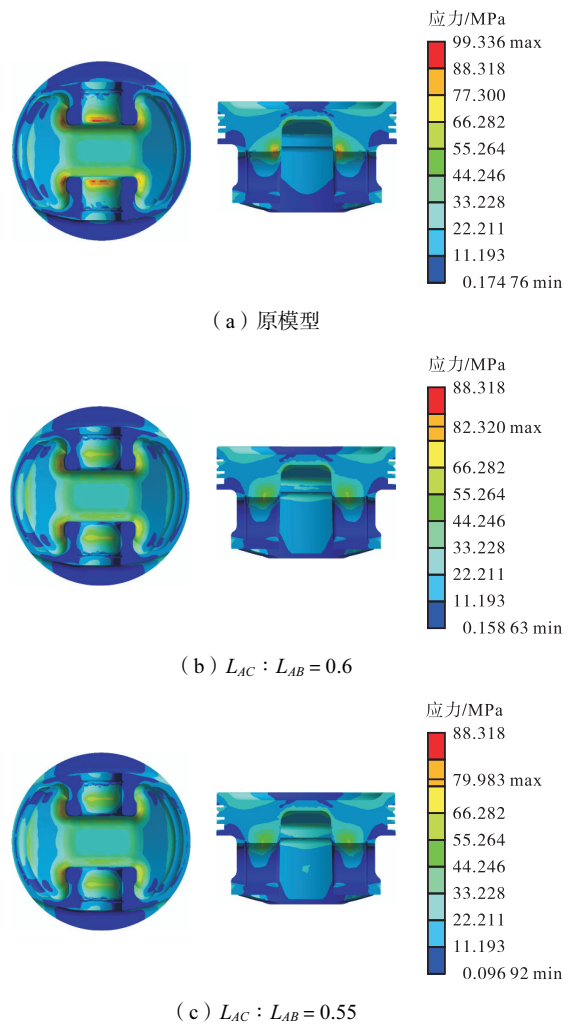 应力/MPa
99.336 max
88.318
77.300
66.282
55.264
44.246
33.228
22.211
11.193
0.174 76 min
（a）原模型
应力/MPa
88.318
82.320 max
66.282
55.264
44.246
33.228
22.211
11.193
0.158 63 min
（b）L_AC：L_AB = 0.6
应力/MPa
88.318
79.983 max
66.282
55.264
44.246
33.228
22.211
11.193
0.096 92 min
（c）L_AC：L_AB = 0.55